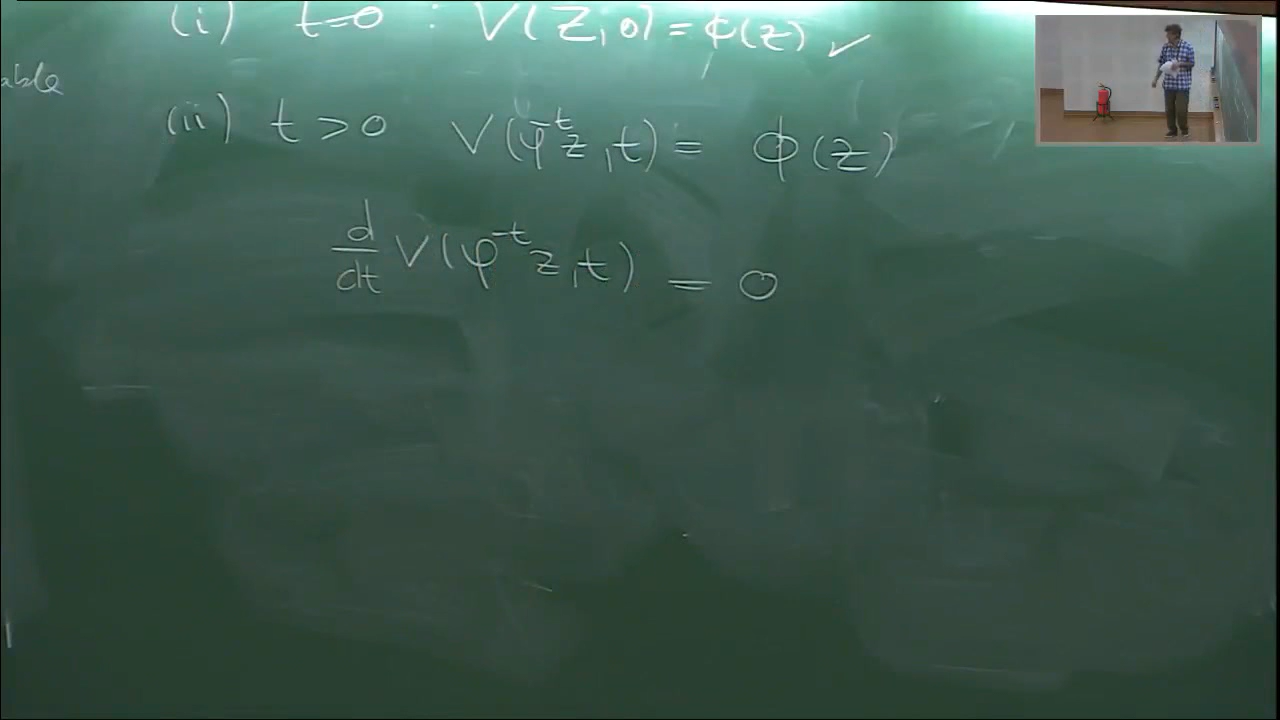 (i) t=0 : V(z,0) = ϕ(z) ✓
(ii) t>0 V(φ^{-t}z,t) = ϕ(z)
d/dt V(φ^{-t}z,t) = 0